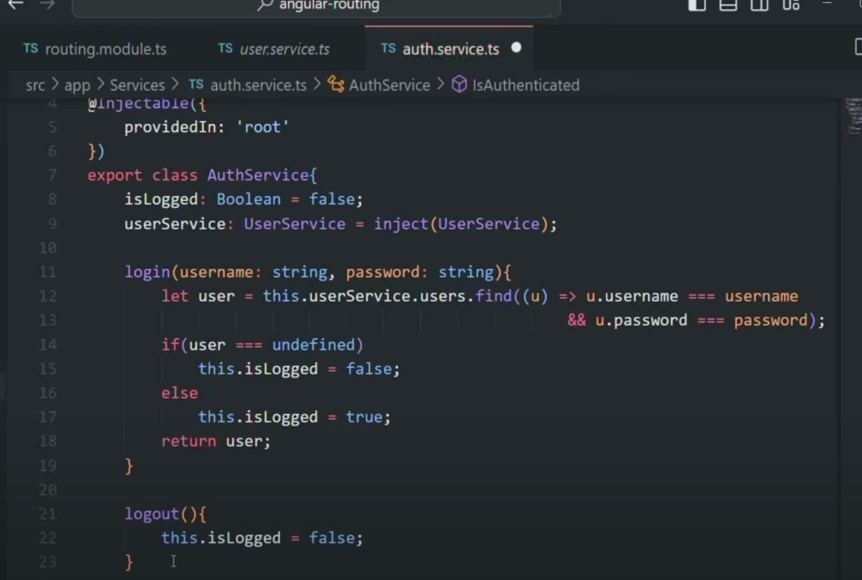 angular-routing
TS routing.module.ts TS user.service.ts TS auth.service.ts
src > app > Services > TS auth.service.ts > AuthService > IsAuthenticated
4 @Injectable({
5 providedIn: 'root'
6 })
7 export class AuthService{
8 isLogged: Boolean = false;
9 userService: UserService = inject(UserService);
10
11 login(username: string, password: string){
12 let user = this.userService.users.find((u) => u.username === username
13 && u.password === password);
14 if(user === undefined)
15 this.isLogged = false;
16 else
17 this.isLogged = true;
18 return user;
19 }
20
21 logout(){
22 this.isLogged = false;
23 }